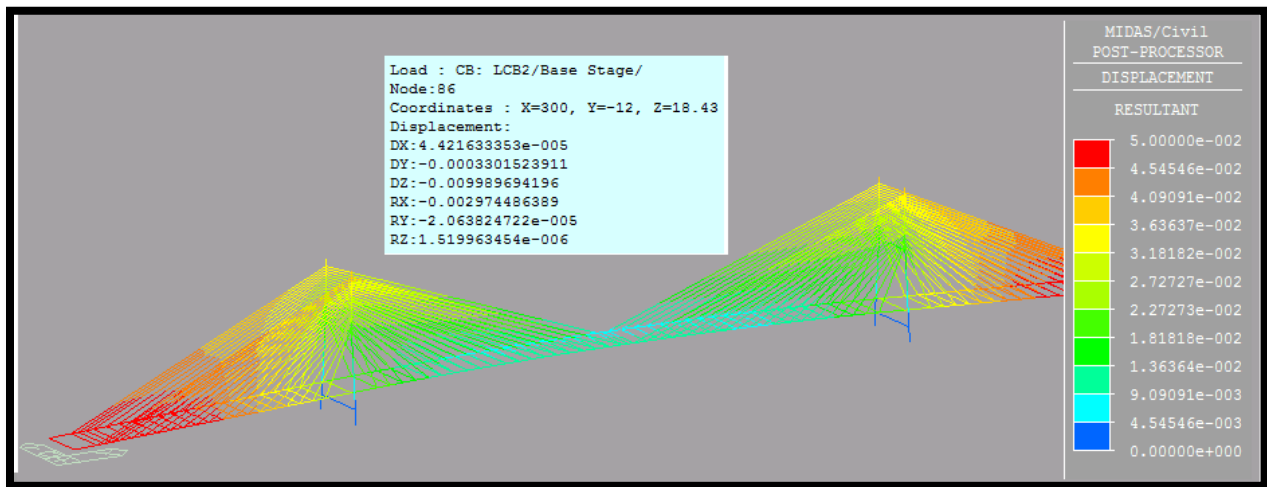 Load : CB: LCB2/Base Stage/
Node:86
Coordinates : X=300, Y=-12, Z=18.43
Displacement:
DX:4.421633353e-005
DY:-0.0003301523911
DZ:-0.009989694196
RX:-0.002974486389
RY:-2.063824722e-005
RZ:1.519963454e-006
MIDAS/Civil
POST-PROCESSOR
DISPLACEMENT
RESULTANT
5.00000e-002
4.54546e-002
4.09091e-002
3.63637e-002
3.18182e-002
2.72727e-002
2.27273e-002
1.81818e-002
1.36364e-002
9.09091e-003
4.54546e-003
0.00000e+000